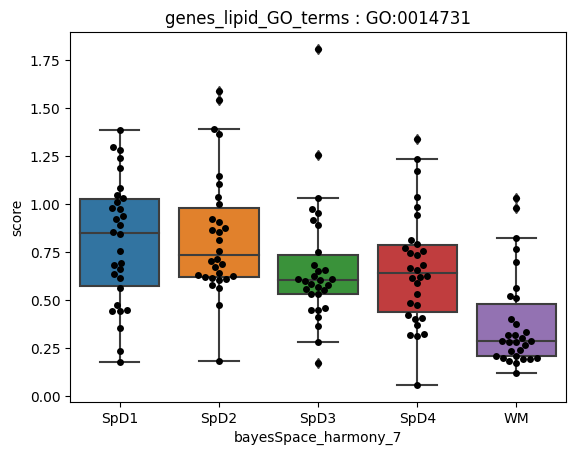 genes_lipid_GO_terms : GO:0014731
1.75
1.50
1.25
1.00
0.75
0.50
0.25
0.00
score
SpD1 SpD2 SpD3 SpD4 WM
bayesSpace_harmony_7